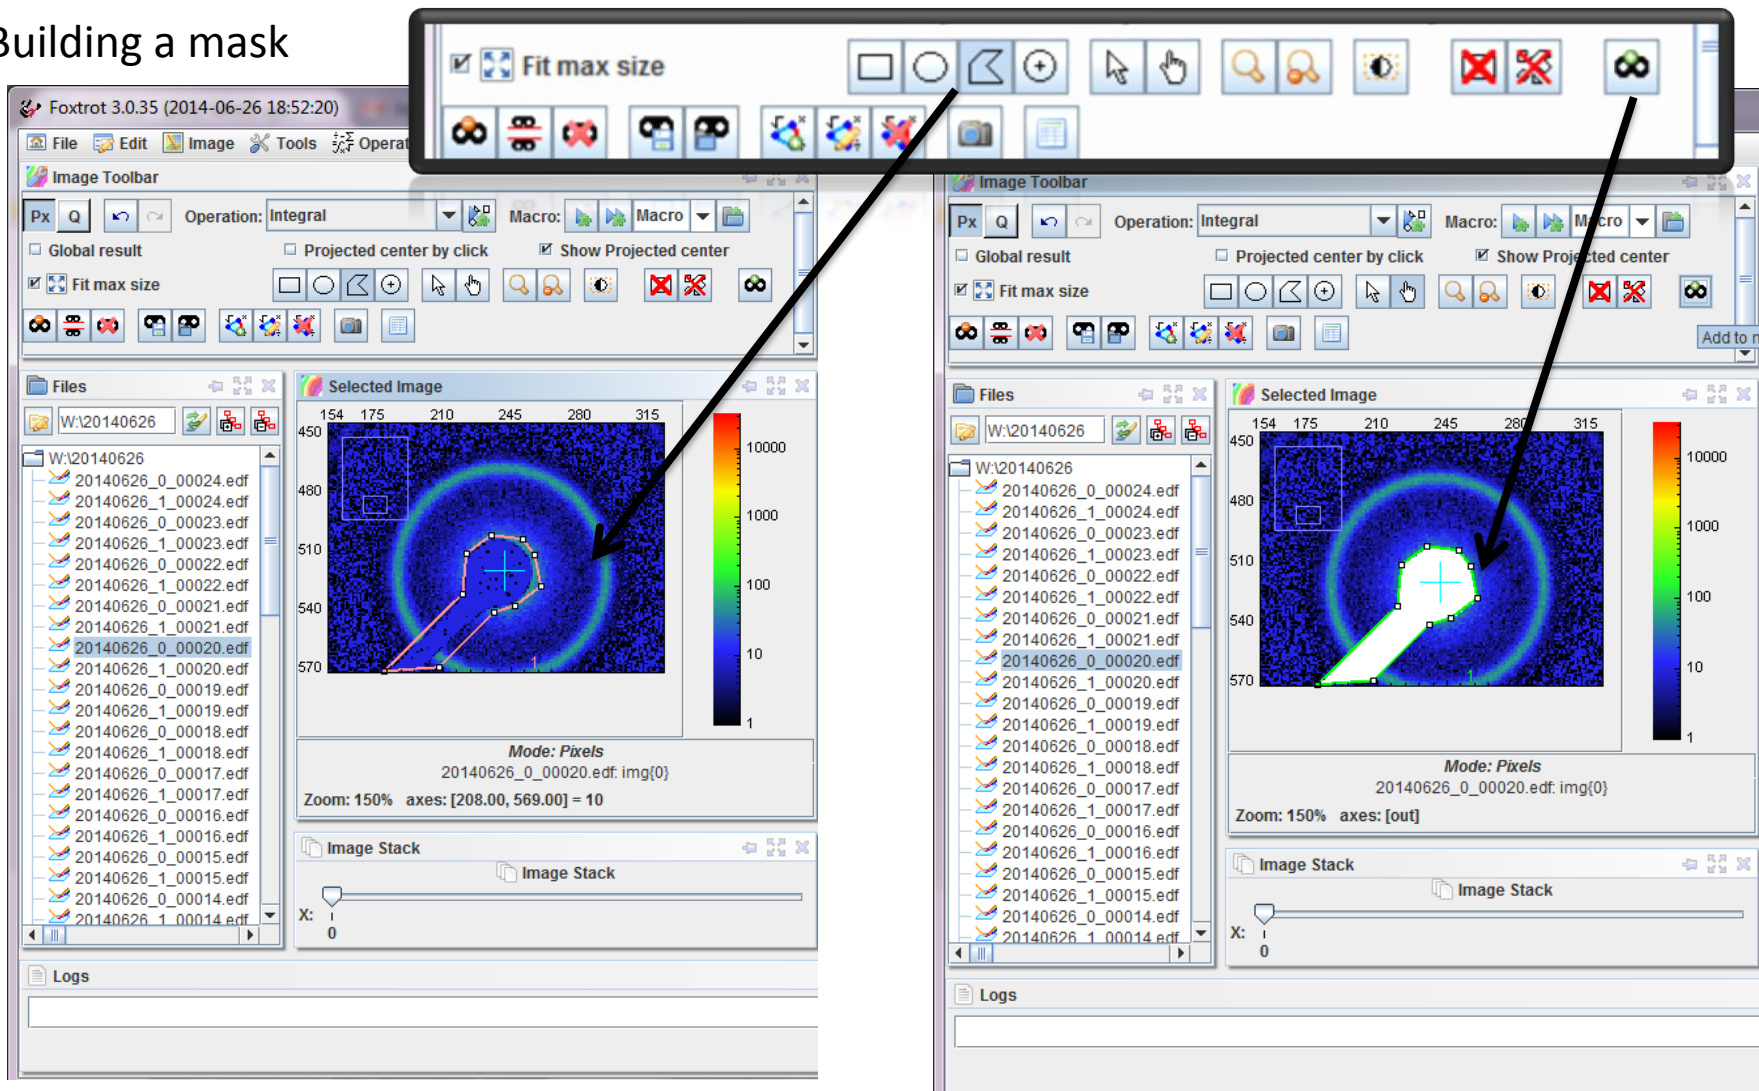 Building a mask
Fit max size
Foxtrot 3.0.35 (2014-06-26 18:52:20)
File Edit Image Tools Operat
Image Toolbar
Px Q Operation: Integral Macro: Macro
Global result Projected center by click Show Projected center
Fit max size
Files
W:\20140626
W:\20140626
20140626_0_00024.edf
20140626_1_00024.edf
20140626_0_00023.edf
20140626_1_00023.edf
20140626_0_00022.edf
20140626_1_00022.edf
20140626_0_00021.edf
20140626_1_00021.edf
20140626_0_00020.edf
20140626_1_00020.edf
20140626_0_00019.edf
20140626_1_00019.edf
20140626_0_00018.edf
20140626_1_00018.edf
20140626_0_00017.edf
20140626_1_00017.edf
20140626_0_00016.edf
20140626_1_00016.edf
20140626_0_00015.edf
20140626_1_00015.edf
20140626_0_00014.edf
20140626_1_00014.edf
Selected Image
154 175 210 245 280 315
450
480
510
540
570
1
10000
1000
100
10
1
Mode: Pixels
20140626_0_00020.edf: img{0}
Zoom: 150% axes: [208.00, 569.00] = 10
Image Stack
Image Stack
X:
0
Logs
Image Toolbar
Px Q Operation: Integral Macro: Macro
Global result Projected center by click Show Projected center
Fit max size
Add to
Files
W:\20140626
W:\20140626
20140626_0_00024.edf
20140626_1_00024.edf
20140626_0_00023.edf
20140626_1_00023.edf
20140626_0_00022.edf
20140626_1_00022.edf
20140626_0_00021.edf
20140626_1_00021.edf
20140626_0_00020.edf
20140626_1_00020.edf
20140626_0_00019.edf
20140626_1_00019.edf
20140626_0_00018.edf
20140626_1_00018.edf
20140626_0_00017.edf
20140626_1_00017.edf
20140626_0_00016.edf
20140626_1_00016.edf
20140626_0_00015.edf
20140626_1_00015.edf
20140626_0_00014.edf
20140626_1_00014.edf
Selected Image
154 175 210 245 280 315
450
480
510
540
570
1
10000
1000
100
10
1
Mode: Pixels
20140626_0_00020.edf: img{0}
Zoom: 150% axes: [out]
Image Stack
Image Stack
X:
0
Logs